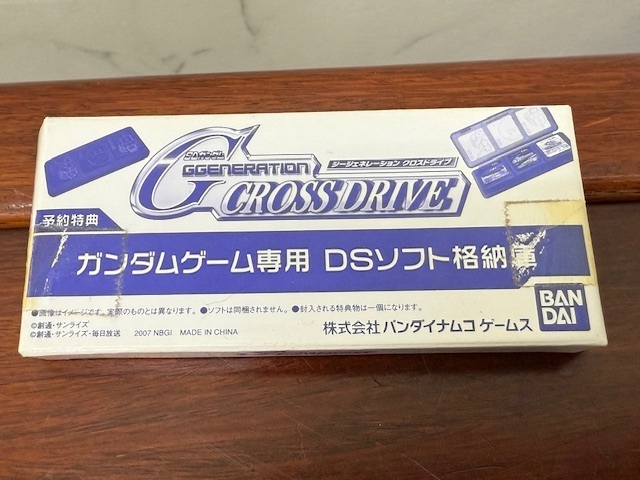 SDガンダム
GGENERATION
ジージェネレーション クロスドライブ
CROSSDRIVE
予約特典
ガンダムゲーム専用 DSソフト格納庫
●画像はイメージです。実際のものとは異なります。●ソフトは同梱されません。●封入される特典物は一個になります。
©創通・サンライズ
©創通・サンライズ・毎日放送 2007 NBGI MADE IN CHINA
株式会社バンダイナムコ ゲームス
BAN
DAI